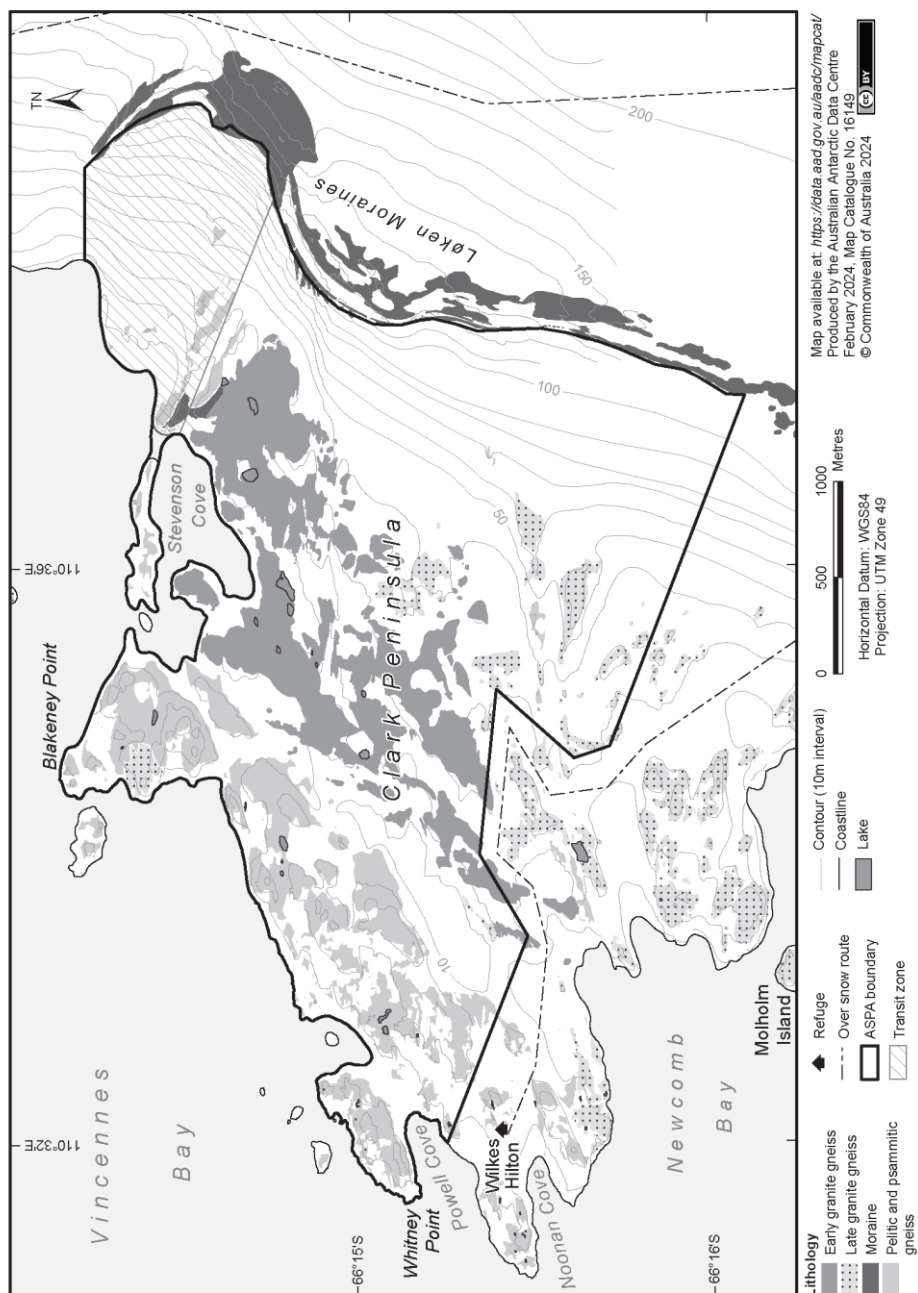 TN
200
Løken Moraines
150
100
50
110°36'E
Stevenson
Cove
Blakeney Point
Clark Peninsula
10
Vincennes
Bay
110°32'E
Whitney
Point
Powell Cove
Wilkes
Hilton
Noonan Cove
Newcomb
Bay
Molholm
Island
66°15'S
66°16'S
Lithology
Early granite gneiss
Late granite gneiss
Moraine
Pelitic and psammitic
gneiss
Refuge
Over snow route
ASPA boundary
Transit zone
Contour (10m interval)
Coastline
Lake
0 500 1000
Metres
Horizontal Datum: WGS84
Projection: UTM Zone 49
Map available at: https://data.aad.gov.au/aadc/mapcat/
Produced by the Australian Antarctic Data Centre
February 2024, Map Catalogue No. 16149
© Commonwealth of Australia 2024
cc BY